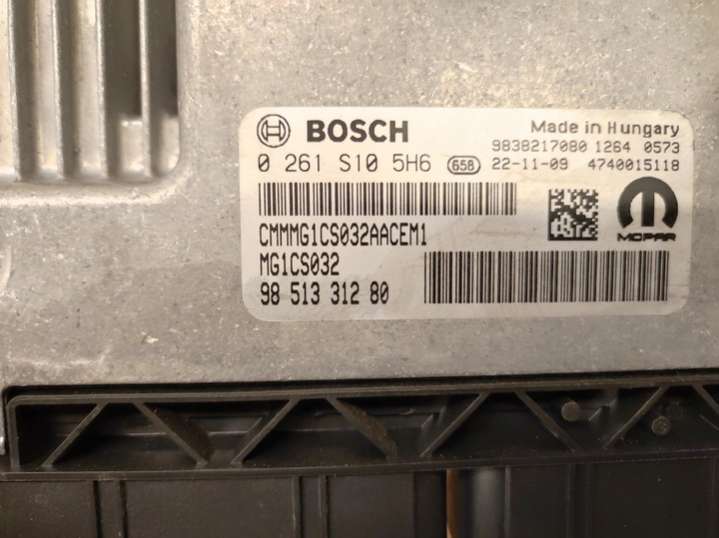 BOSCH
Made in Hungary
9838217080 1264 0573
0 261 S10 5H6 658 22-11-09 4740015118
CMMMG1CS032AACEM1
MOPAR
MG1CS032
98 513 312 80